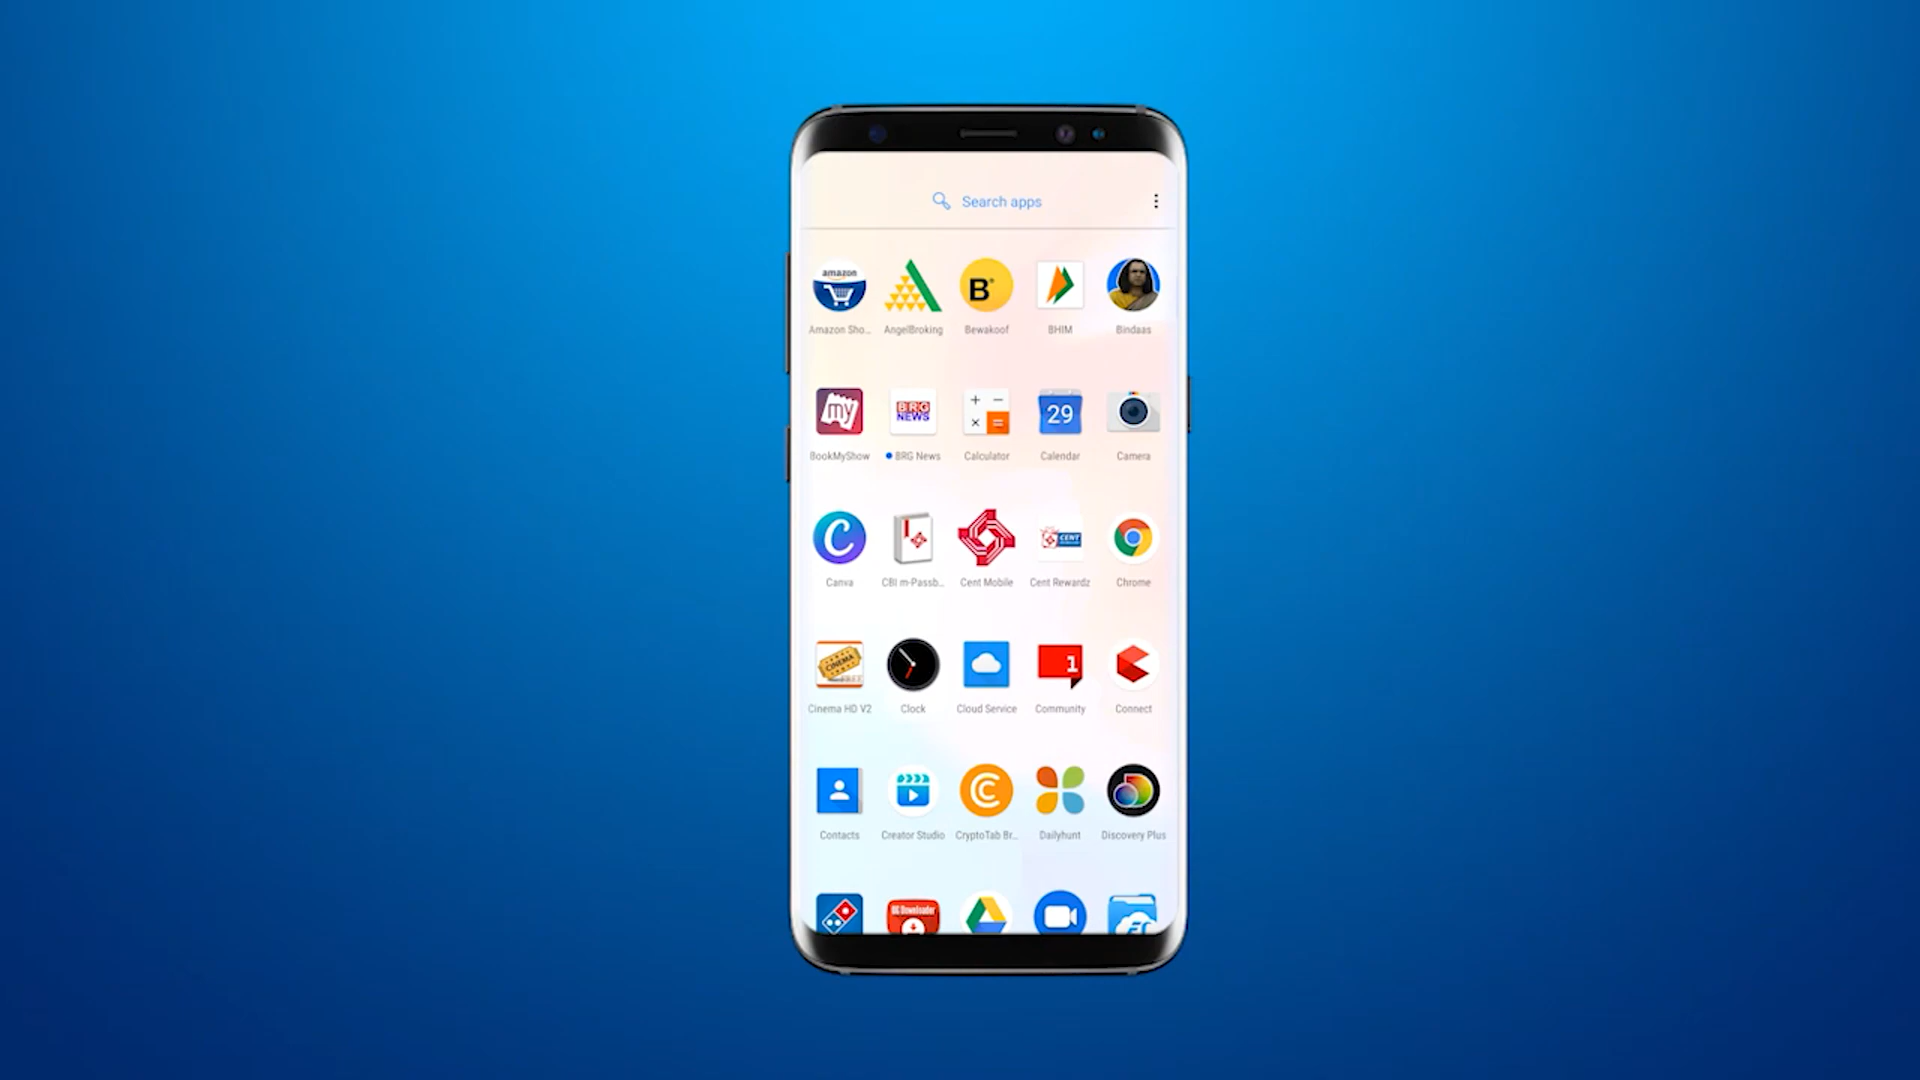 Search apps
amazon
B
Amazon Sho...
AngelBroking
Bewakoof
BHIM
Bindaas
my
BRG
NEWS
+ −
× =
29
BookMyShow
BRG News
Calculator
Calendar
Camera
C
CENT
Canva
CBI m-Passb...
Cent Mobile
Cent Rewardz
Chrome
CINEMA
1
Cinema HD V2
Clock
Cloud Service
Community
Connect
Contacts
Creator Studio
CryptoTab Br...
Dailyhunt
Discovery Plus